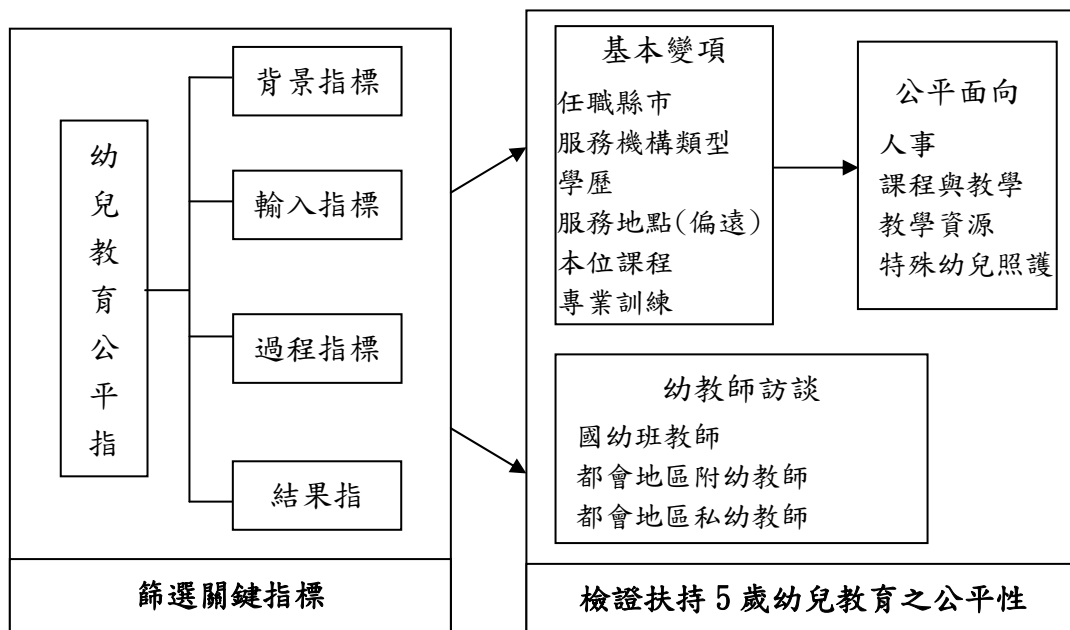 幼兒教育公平指
背景指標
輸入指標
過程指標
結果指
篩選關鍵指標
基本變項
任職縣市
服務機構類型
學歷
服務地點(偏遠)
本位課程
專業訓練
公平面向
人事
課程與教學
教學資源
特殊幼兒照護
幼教師訪談
國幼班教師
都會地區附幼教師
都會地區私幼教師
檢證扶持 5 歲幼兒教育之公平性